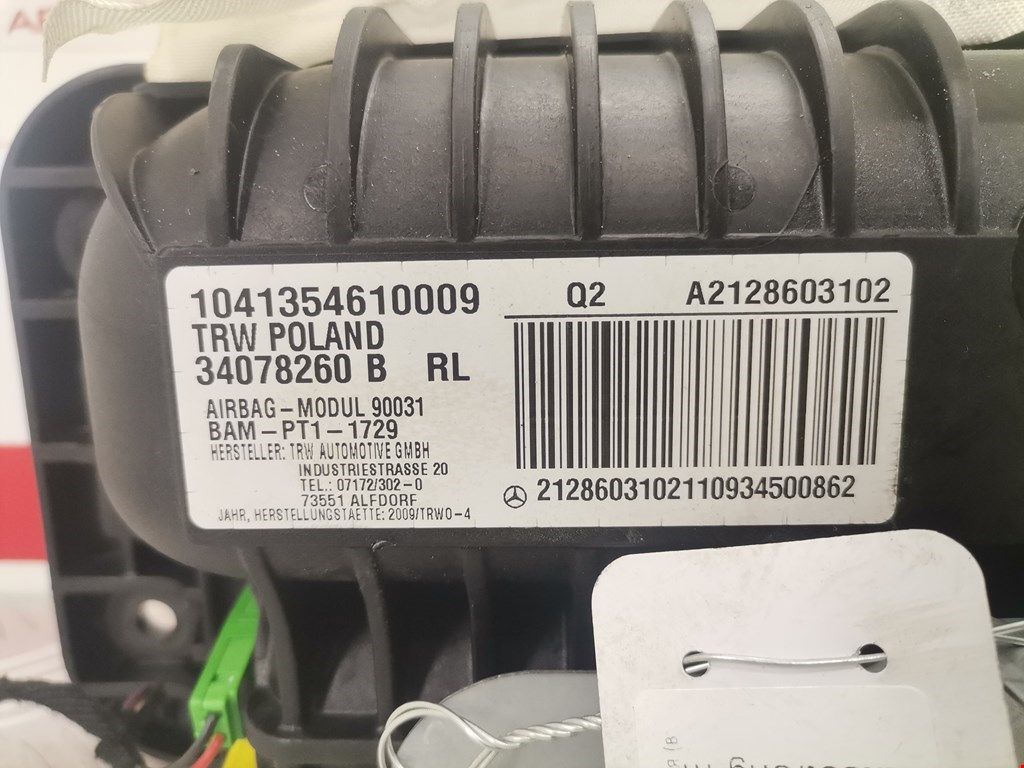 1041354610009
TRW POLAND
34078260 B RL
AIRBAG-MODUL 90031
BAM-PT1-1729
HERSTELLER: TRW AUTOMOTIVE GMBH
INDUSTRIESTRASSE 20
TEL.: 07172/302-0
73551 ALFDORF
JAHR, HERSTELLUNGSTAETTE: 2009/TRWO-4
Q2 A2128603102
2128603102110934500862